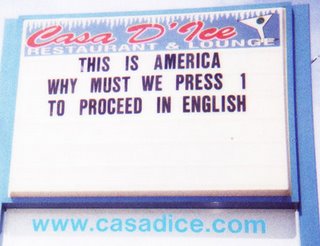 Casa D'Ice
RESTAURANT & LOUNGE
THIS IS AMERICA
WHY MUST WE PRESS 1
TO PROCEED IN ENGLISH
www.casadice.com